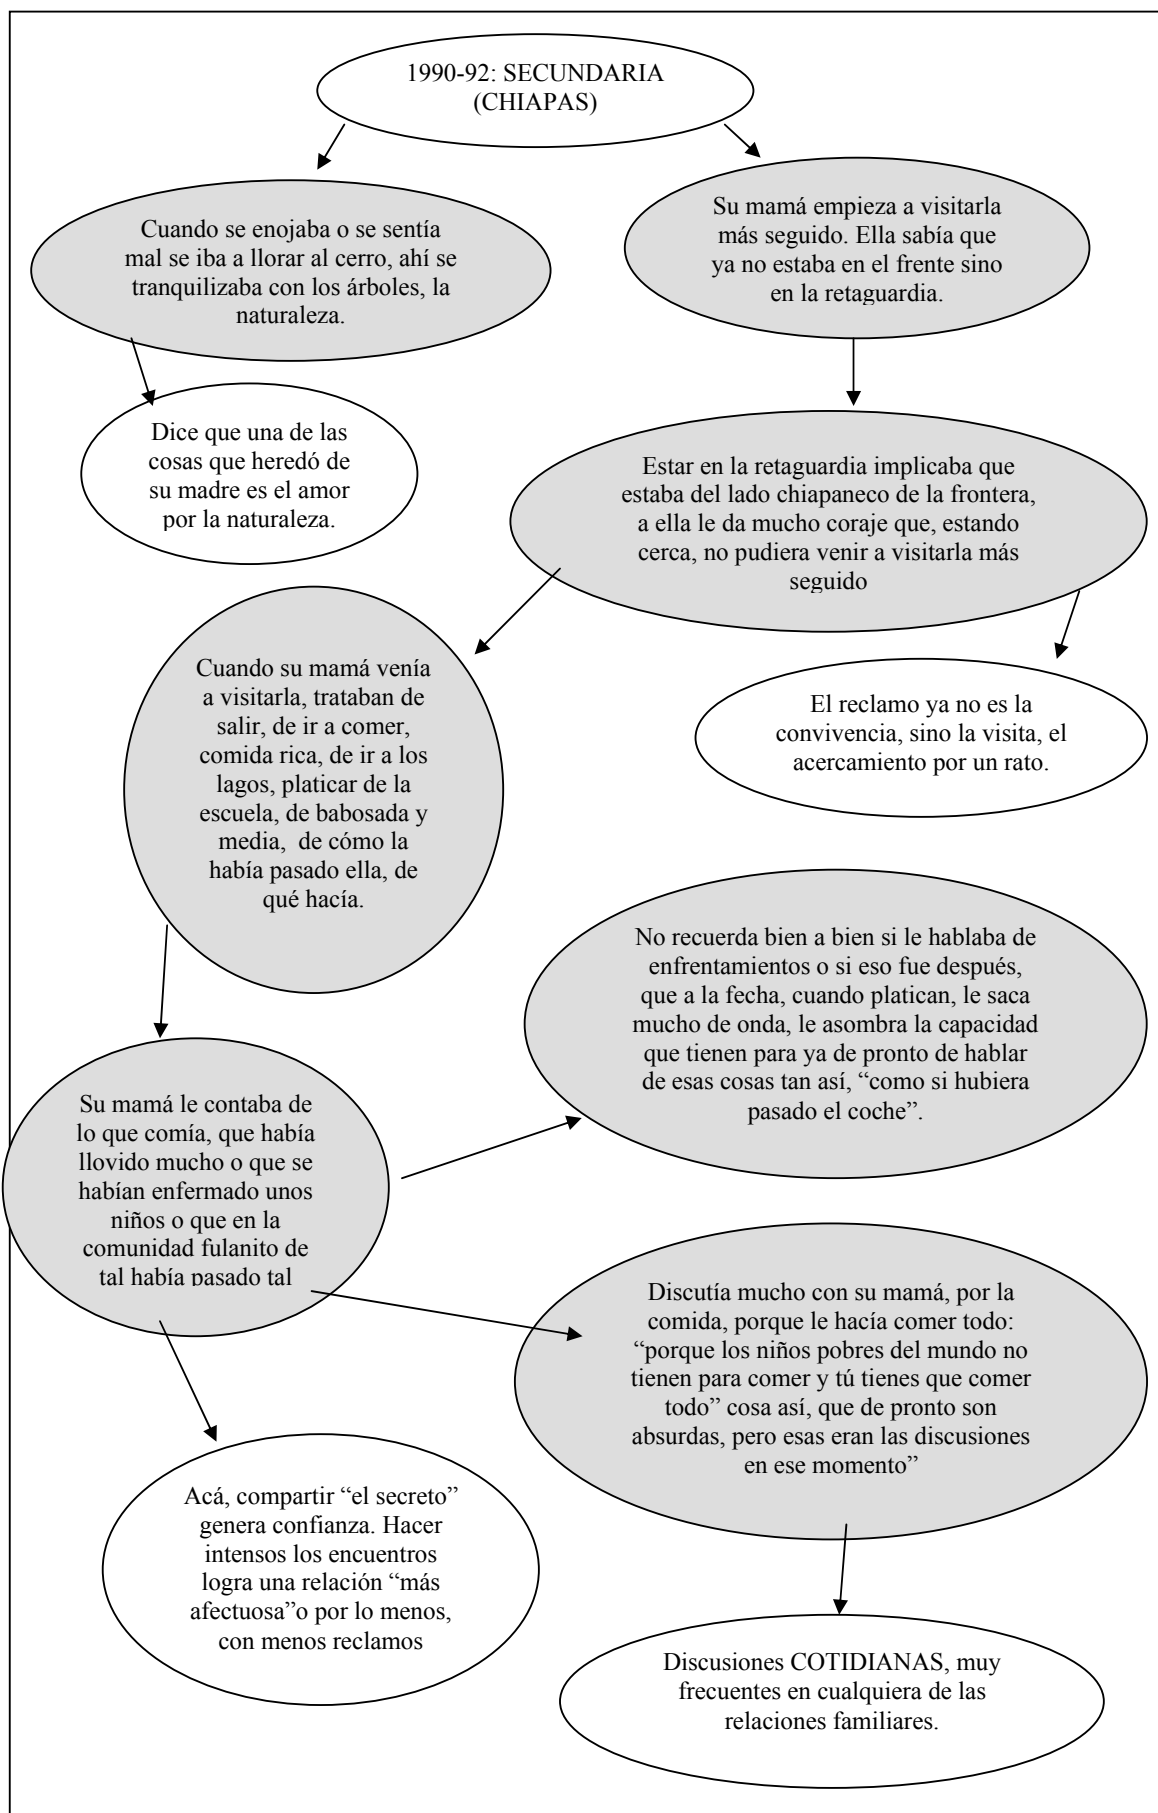 1990-92: SECUNDARIA
(CHIAPAS)
Cuando se enojaba o se sentía
mal se iba a llorar al cerro, ahí se
tranquilizaba con los árboles, la
naturaleza.
Su mamá empieza a visitarla
más seguido. Ella sabía que
ya no estaba en el frente sino
en la retaguardia.
Dice que una de las
cosas que heredó de
su madre es el amor
por la naturaleza.
Estar en la retaguardia implicaba que
estaba del lado chiapaneco de la frontera,
a ella le da mucho coraje que, estando
cerca, no pudiera venir a visitarla más
seguido
Cuando su mamá venía
a visitarla, trataban de
salir, de ir a comer,
comida rica, de ir a los
lagos, platicar de la
escuela, de babosada y
media,  de cómo la
había pasado ella, de
qué hacía.
El reclamo ya no es la
convivencia, sino la visita, el
acercamiento por un rato.
No recuerda bien a bien si le hablaba de
enfrentamientos o si eso fue después,
que a la fecha, cuando platican, le saca
mucho de onda, le asombra la capacidad
que tienen para ya de pronto de hablar
de esas cosas tan así, “como si hubiera
pasado el coche”.
Su mamá le contaba de
lo que comía, que había
llovido mucho o que se
habían enfermado unos
niños o que en la
comunidad fulanito de
tal había pasado tal
Discutía mucho con su mamá, por la
comida, porque le hacía comer todo:
“porque los niños pobres del mundo no
tienen para comer y tú tienes que comer
todo” cosa así, que de pronto son
absurdas, pero esas eran las discusiones
en ese momento”
Acá, compartir “el secreto”
genera confianza. Hacer
intensos los encuentros
logra una relación “más
afectuosa”o por lo menos,
con menos reclamos
Discusiones COTIDIANAS, muy
frecuentes en cualquiera de las
relaciones familiares.